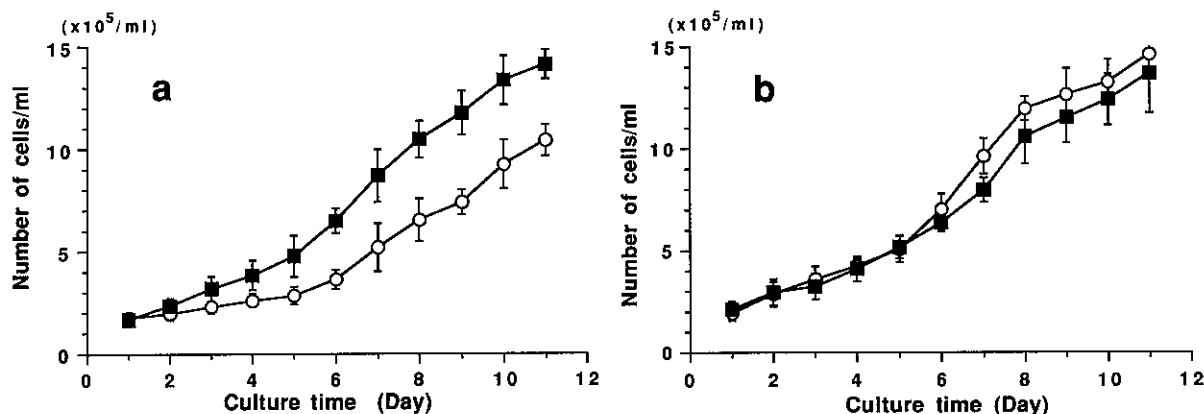 (x10⁵/ml)
a
15
10
5
0
Number of cells/ml
0 2 4 6 8 10 12
Culture time (Day)
(x10⁵/ml)
b
15
10
5
0
Number of cells/ml
0 2 4 6 8 10 12
Culture time (Day)